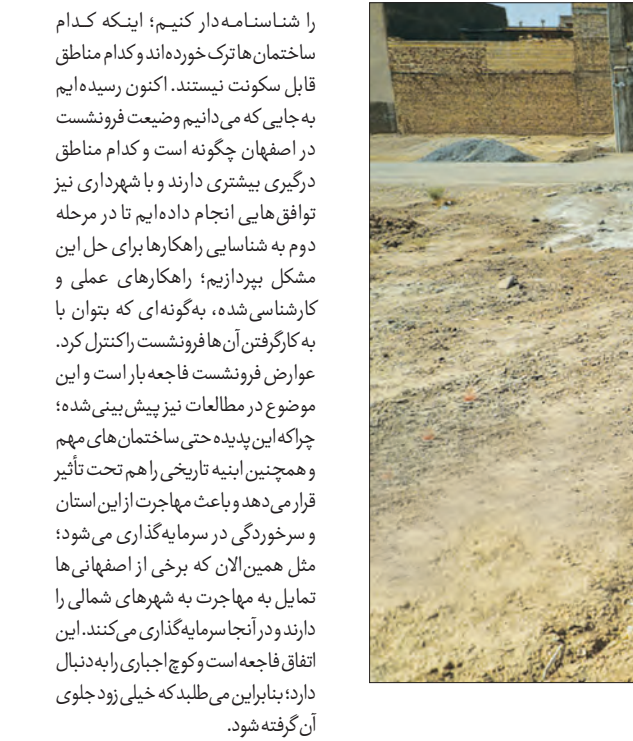 را شناسنامه‌دار کنیم؛ اینکه کدام
ساختمان‌ها ترک خورده‌اند و کدام مناطق
قابل سکونت نیستند. اکنون رسیده‌ایم
به‌جایی که می‌دانیم وضیعت فرونشست
در اصفهان چگونه است و کدام مناطق
درگیری بیشتری دارند و با شهرداری نیز
توافق‌هایی انجام داده‌ایم تا در مرحله
دوم به شناسایی راهکارها برای حل این
مشکل بپردازیم؛ راهکارهای عملی و
کارشناسی‌شده، به‌گونه‌ای که بتوان با
به کارگرفتن آن‌ها فرونشست را کنترل کرد.
عوارض فرونشست فاجعه‌بار است و این
موضوع در مطالعات نیز پیش‌بینی‌شده؛
چراکه این پدیده حتی ساختمان‌های مهم
و همچنین ابنیه تاریخی را هم تحت تأثیر
قرار می‌دهد و باعث مهاجرت از این استان
و سرخوردگی در سرمایه‌گذاری می‌شود؛
مثل همین‌الان که برخی از اصفهانی‌ها
تمایل به مهاجرت به شهرهای شمالی را
دارند و در آنجا سرمایه‌گذاری می‌کنند. این
اتفاق فاجعه است و کوچ اجباری را به دنبال
دارد؛ بنابراین می‌طلبد که خیلی زود جلوی
آن گرفته شود.